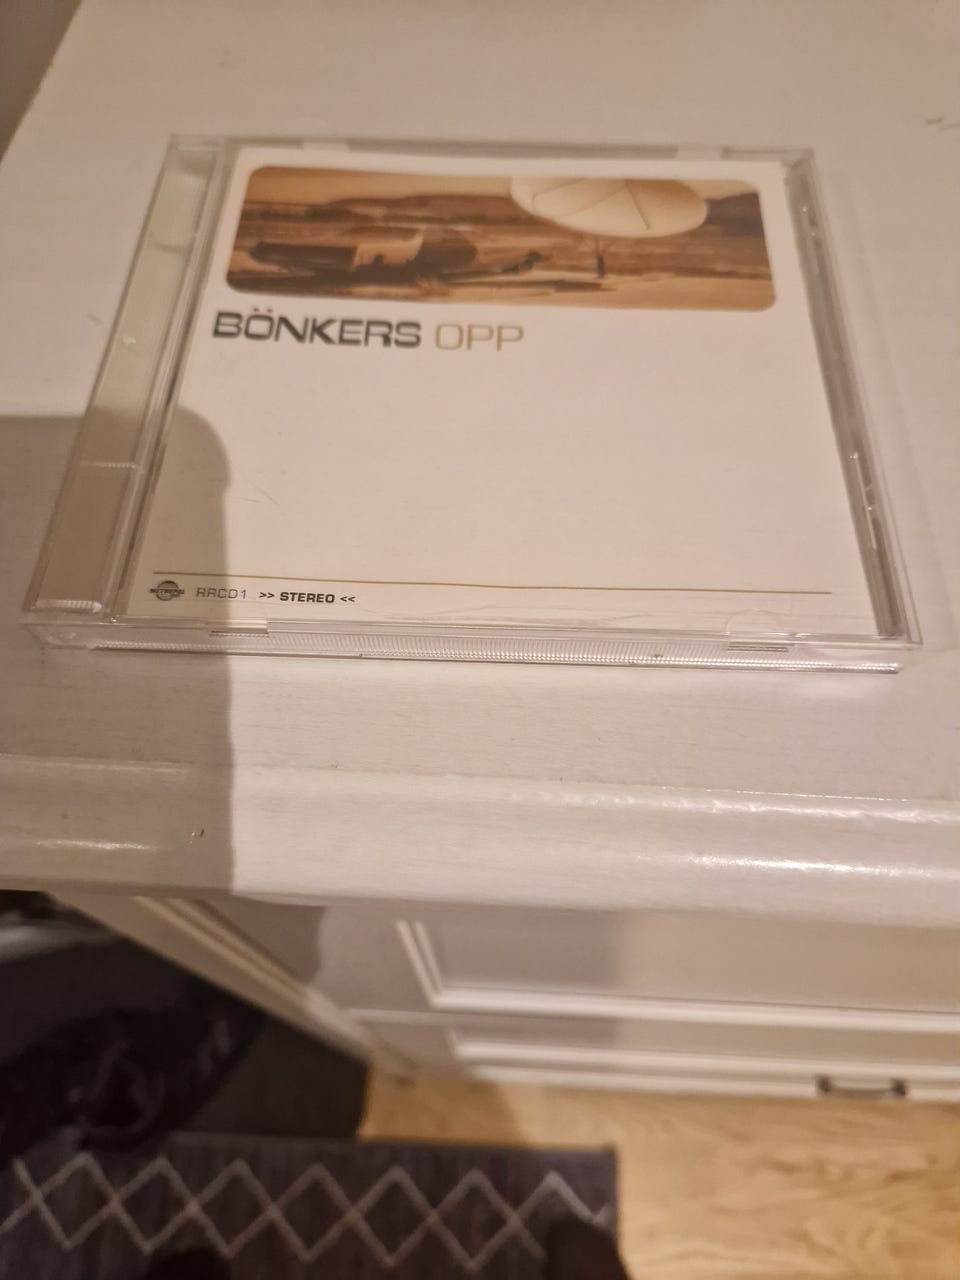 BÖNKERS OPP
RRCD1 >> STEREO <<